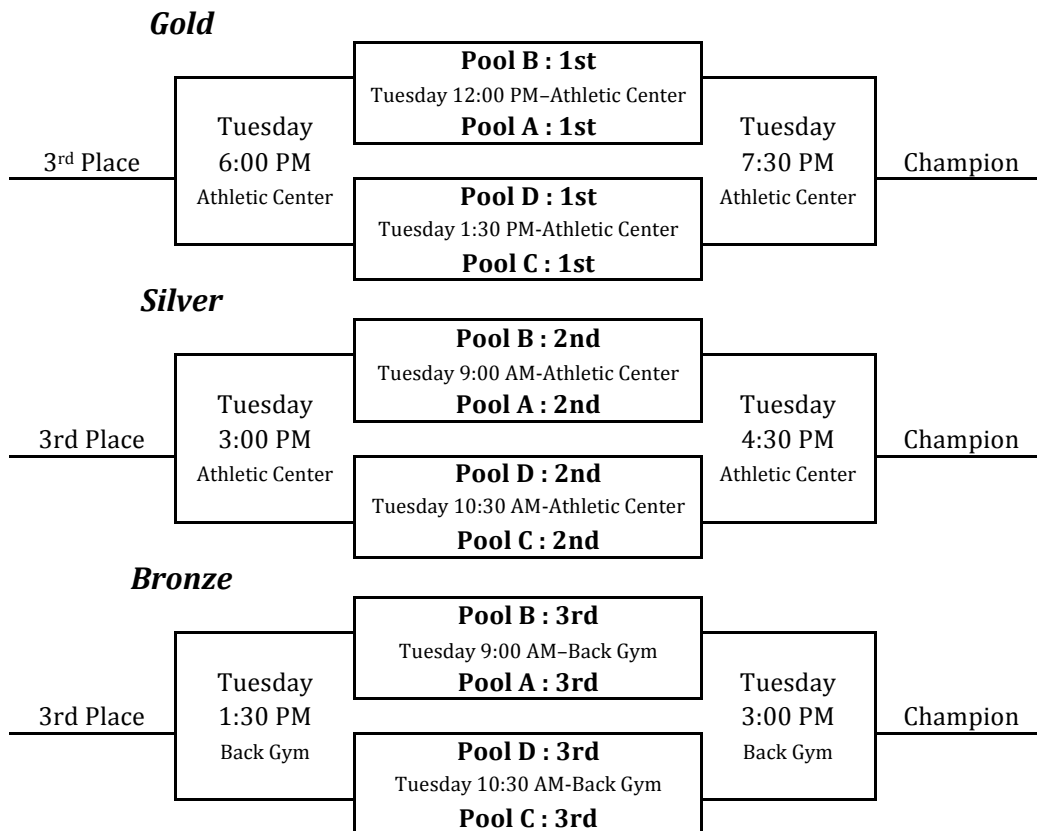 Gold
Pool B : 1st
Tuesday 12:00 PM–Athletic Center
Pool A : 1st
Tuesday
6:00 PM
Athletic Center
3rd Place
Tuesday
7:30 PM
Athletic Center
Champion
Pool D : 1st
Tuesday 1:30 PM-Athletic Center
Pool C : 1st
Silver
Pool B : 2nd
Tuesday 9:00 AM-Athletic Center
Pool A : 2nd
Tuesday
3:00 PM
Athletic Center
3rd Place
Tuesday
4:30 PM
Athletic Center
Champion
Pool D : 2nd
Tuesday 10:30 AM-Athletic Center
Pool C : 2nd
Bronze
Pool B : 3rd
Tuesday 9:00 AM–Back Gym
Pool A : 3rd
Tuesday
1:30 PM
Back Gym
3rd Place
Tuesday
3:00 PM
Back Gym
Champion
Pool D : 3rd
Tuesday 10:30 AM-Back Gym
Pool C : 3rd